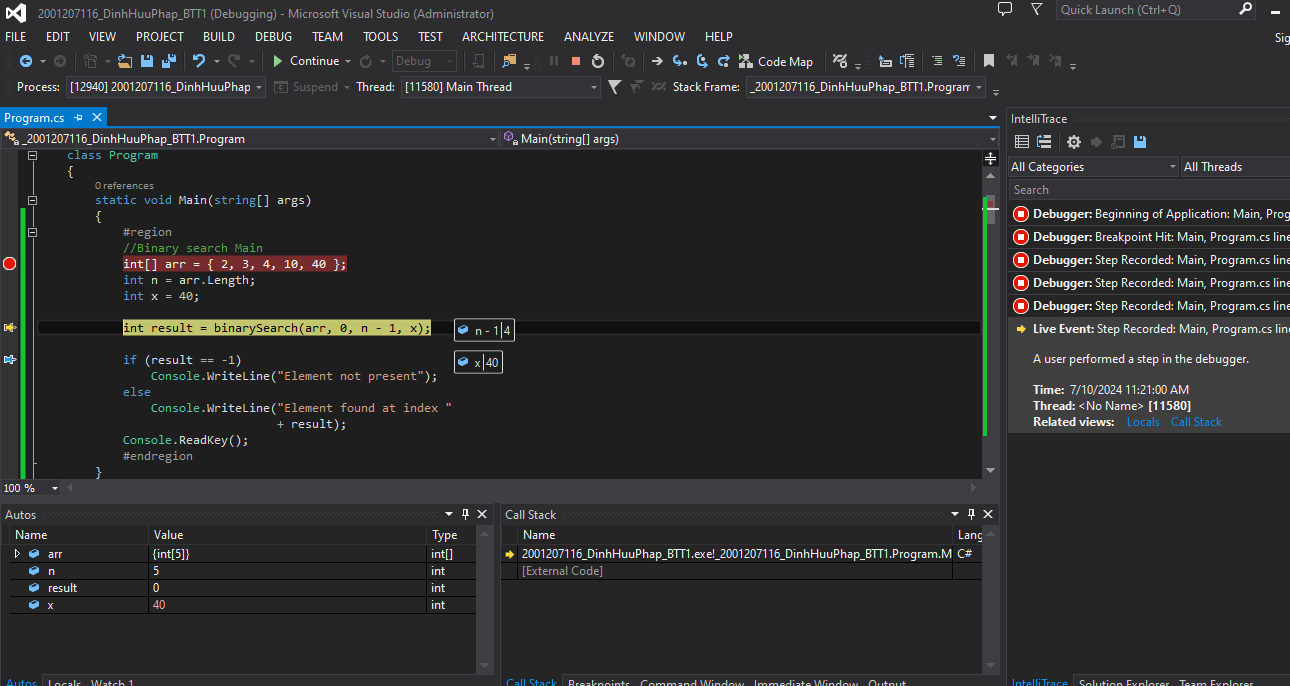 2001207116_DinhHuuPhap_BTT1 (Debugging) - Microsoft Visual Studio (Administrator)
Quick Launch (Ctrl+Q)
FILE EDIT VIEW PROJECT BUILD DEBUG TEAM TOOLS TEST ARCHITECTURE ANALYZE WINDOW HELP
Continue Debug Code Map
Process: [12940] 2001207116_DinhHuuPhap Suspend Thread: [11580] Main Thread Stack Frame: _2001207116_DinhHuuPhap_BTT1.Program
Program.cs
_2001207116_DinhHuuPhap_BTT1.Program Main(string[] args)
class Program
{
0 references
static void Main(string[] args)
{
#region
//Binary search Main
int[] arr = { 2, 3, 4, 10, 40 };
int n = arr.Length;
int x = 40;
int result = binarySearch(arr, 0, n - 1, x);
n - 1 4
if (result == -1)
x 40
Console.WriteLine("Element not present");
else
Console.WriteLine("Element found at index "
+ result);
Console.ReadKey();
#endregion
}
100 %
IntelliTrace
All Categories All Threads
Search
Debugger: Beginning of Application: Main, Prog
Debugger: Breakpoint Hit: Main, Program.cs line
Debugger: Step Recorded: Main, Program.cs line
Debugger: Step Recorded: Main, Program.cs line
Debugger: Step Recorded: Main, Program.cs line
Live Event: Step Recorded: Main, Program.cs line
A user performed a step in the debugger.
Time: 7/10/2024 11:21:00 AM
Thread: <No Name> [11580]
Related views: Locals Call Stack
Autos
Name Value Type
arr {int[5]} int[]
n 5 int
result 0 int
x 40 int
Autos Locals Watch 1
Call Stack
Name Lang
2001207116_DinhHuuPhap_BTT1.exe!_2001207116_DinhHuuPhap_BTT1.Program.M C#
[External Code]
Call Stack Breakpoints Command Window Immediate Window Output
IntelliTrace Solution Explorer Team Explorer